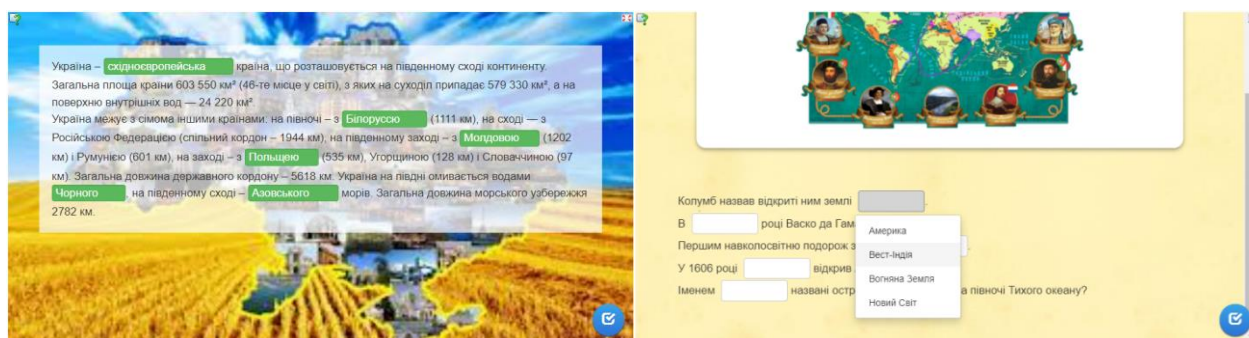 Україна – східноєвропейська країна, що розташовується на південному сході континенту.
Загальна площа країни 603 550 км² (46-те місце у світі), з яких на суходіл припадає 579 330 км², а на
поверхню внутрішніх вод — 24 220 км².
Україна межує з сімома іншими країнами: на півночі – з Білоруссю (1111 км), на сході — з
Російською Федерацією (спільний кордон – 1944 км), на південному заході – з Молдовою (1202
км) і Румунією (601 км), на заході – з Польщею (535 км), Угорщиною (128 км) і Словаччиною (97
км). Загальна довжина державного кордону – 5618 км. Україна на півдні омивається водами
Чорного , на південному сході – Азовського морів. Загальна довжина морського узбережжя
2782 км.
Колумб назвав відкриті ним землі .
В році Васко да Гам
Першим навколосвітню подорож з
У 1606 році відкрив
Іменем названі остр а півночі Тихого океану?
Америка
Вест-Індія
Вогняна Земля
Новий Світ